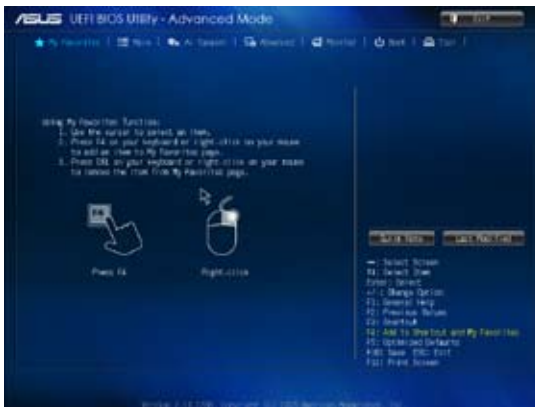 ASUS UEFI BIOS Utility - Advanced Mode
Exit
My Favorites | Main | Ai Tweaker | Advanced | Monitor | Boot | Tool
Using My Favorites Function:
1. Use the cursor to select an item.
2. Press F4 on your keyboard or right-click on your mouse
to add an item to My Favorites page.
3. Press DEL on your keyboard or right-click on your mouse
to remove the item from My Favorites page.
F4
Press F4
Right-click
Quick Note
Last Modified
→←: Select Screen
↑↓: Select Item
Enter: Select
+/-: Change Option
F1: General Help
F2: Previous Values
F3: Shortcut
F4: Add to Shortcut and My Favorites
F5: Optimized Defaults
F10: Save ESC: Exit
F12: Print Screen